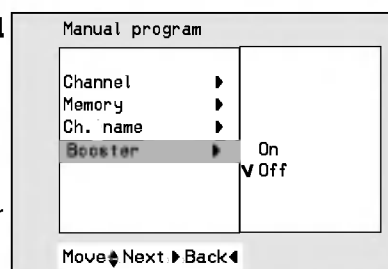 Manual program
Channel ▶
Memory ▶
Ch. name ▶
Booster ▶
On
V Off
Move▲▼ Next ▶ Back◀